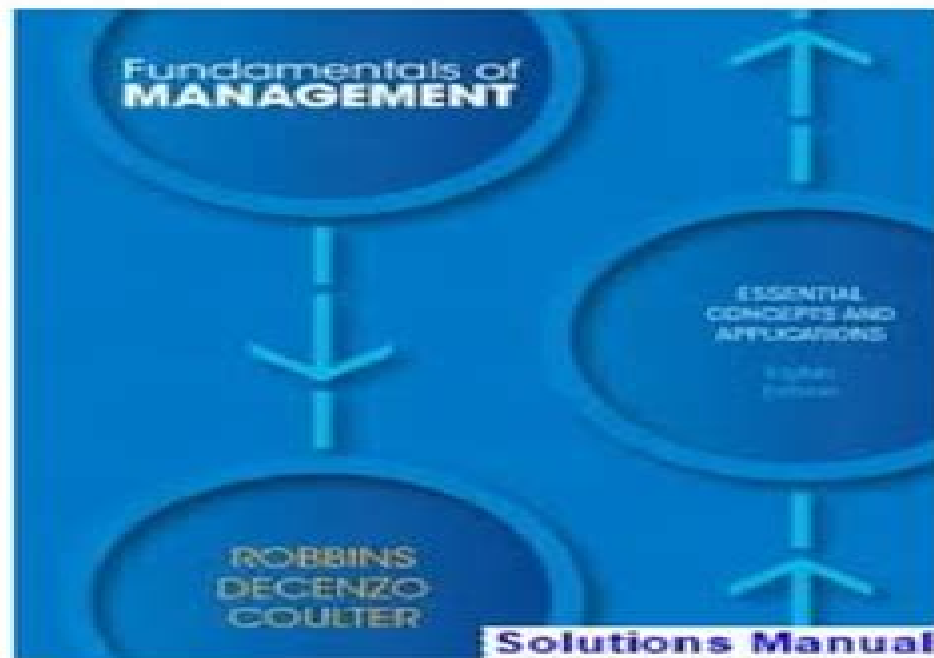 Fundamentals of
MANAGEMENT
ESSENTIAL
CONCEPTS AND
APPLICATIONS
ROBBINS
DECENZO
COULTER
Solutions Manual